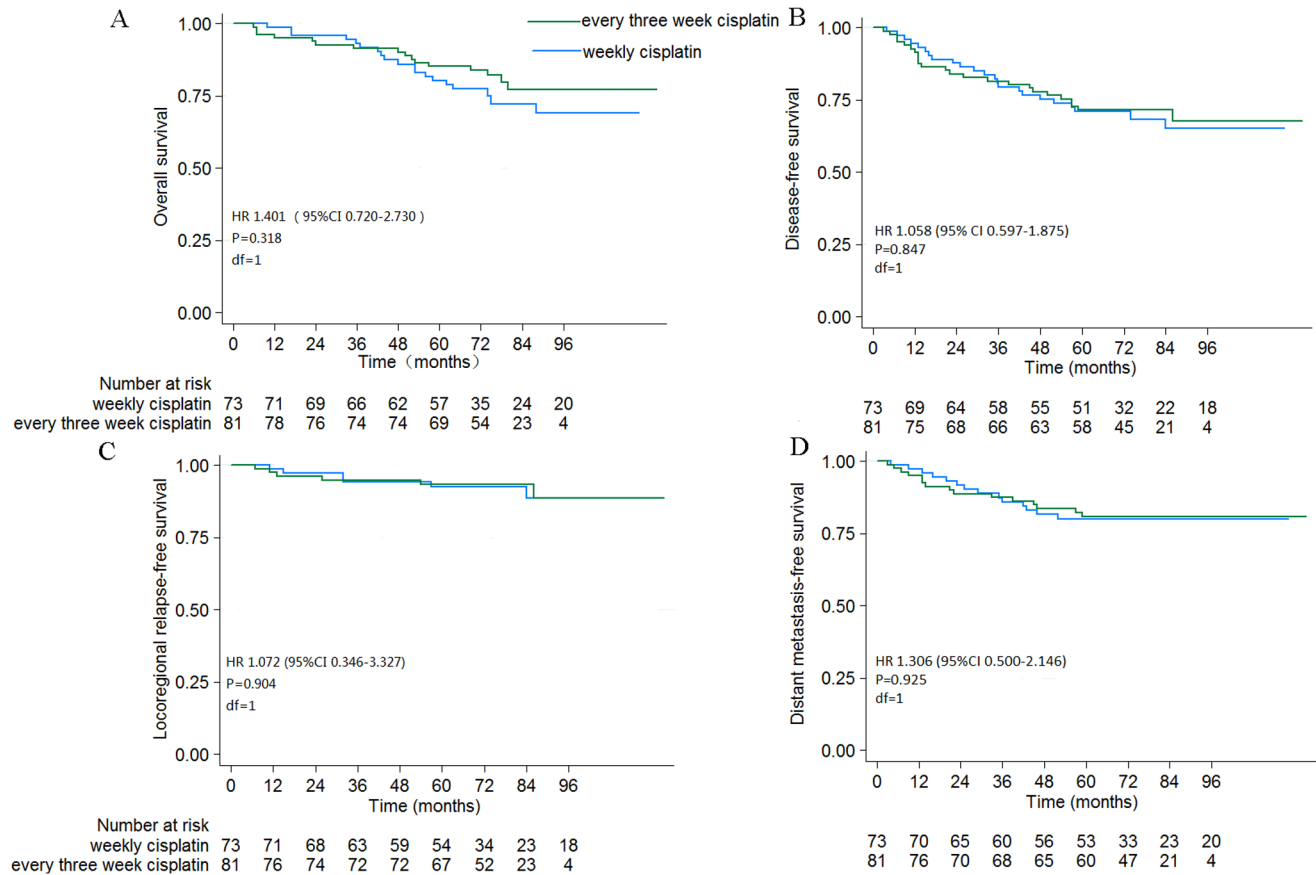 A
every three week cisplatin
weekly cisplatin
1.00
0.75
0.50
0.25
0.00
Overall survival
HR 1.401 ( 95%CI 0.720-2.730 )
P=0.318
df=1
0 12 24 36 48 60 72 84 96
Time（months）
Number at risk
weekly cisplatin 73 71 69 66 62 57 35 24 20
every three week cisplatin 81 78 76 74 74 69 54 23 4
B
1.00
0.75
0.50
0.25
0.00
Disease-free survival
HR 1.058 (95% CI 0.597-1.875)
P=0.847
df=1
0 12 24 36 48 60 72 84 96
Time (months)
73 69 64 58 55 51 32 22 18
81 75 68 66 63 58 45 21 4
C
1.00
0.75
0.50
0.25
0.00
Locoregional relapse-free survival
HR 1.072 (95%CI 0.346-3.327)
P=0.904
df=1
0 12 24 36 48 60 72 84 96
Time (months)
Number at risk
weekly cisplatin 73 71 68 63 59 54 34 23 18
every three week cisplatin 81 76 74 72 72 67 52 23 4
D
1.00
0.75
0.50
0.25
0.00
Distant metastasis-free survival
HR 1.306 (95%CI 0.500-2.146)
P=0.925
df=1
0 12 24 36 48 60 72 84 96
Time (months)
73 70 65 60 56 53 33 23 20
81 76 70 68 65 60 47 21 4